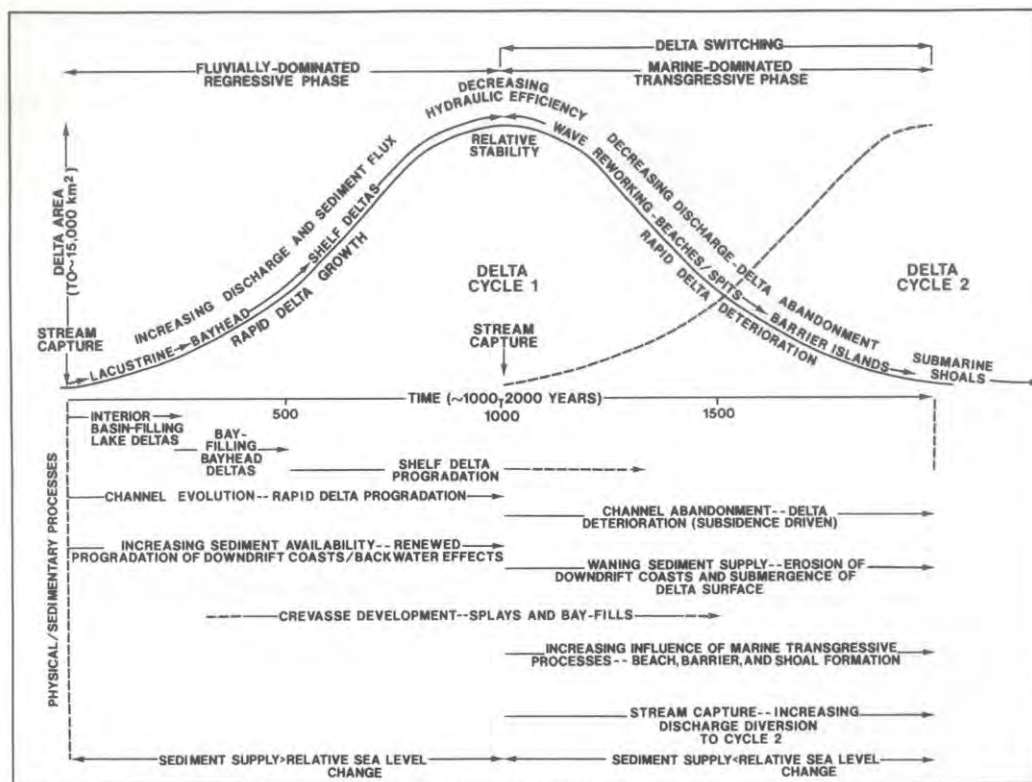 DELTA SWITCHING
FLUVIALLY-DOMINATED
REGRESSIVE PHASE
MARINE-DOMINATED
TRANSGRESSIVE PHASE
DECREASING
HYDRAULIC EFFICIENCY
RELATIVE
STABILITY
DELTA AREA
(TO~15,000 km²)
INCREASING DISCHARGE AND SEDIMENT FLUX
LACUSTRINE BAYHEAD SHELF DELTAS
RAPID DELTA GROWTH
DECREASING DISCHARGE-DELTA ABANDONMENT
WAVE REWORKING-BEACHES/SPITS BARRIER ISLANDS
RAPID DELTA DETERIORATION
SUBMARINE
SHOALS
STREAM
CAPTURE
DELTA
CYCLE 1
STREAM
CAPTURE
DELTA
CYCLE 2
TIME (~1000-2000 YEARS)
500
1000
1500
PHYSICAL/SEDIMENTARY PROCESSES
INTERIOR
BASIN-FILLING
LAKE DELTAS
BAY-
FILLING
BAYHEAD
DELTAS
SHELF DELTA
PROGRADATION
CHANNEL EVOLUTION--RAPID DELTA PROGRADATION
CHANNEL ABANDONMENT--DELTA
DETERIORATION (SUBSIDENCE DRIVEN)
INCREASING SEDIMENT AVAILABILITY--RENEWED
PROGRADATION OF DOWNDRIFT COASTS/BACKWATER EFFECTS
WANING SEDIMENT SUPPLY--EROSION OF
DOWNDRIFT COASTS AND SUBMERGENCE OF
DELTA SURFACE
CREVASSE DEVELOPMENT--SPLAYS AND BAY-FILLS
INCREASING INFLUENCE OF MARINE TRANSGRESSIVE
PROCESSES--BEACH, BARRIER, AND SHOAL FORMATION
STREAM CAPTURE--INCREASING
DISCHARGE DIVERSION
TO CYCLE 2
SEDIMENT SUPPLY>RELATIVE SEA LEVEL
CHANGE
SEDIMENT SUPPLY<RELATIVE SEA LEVEL
CHANGE